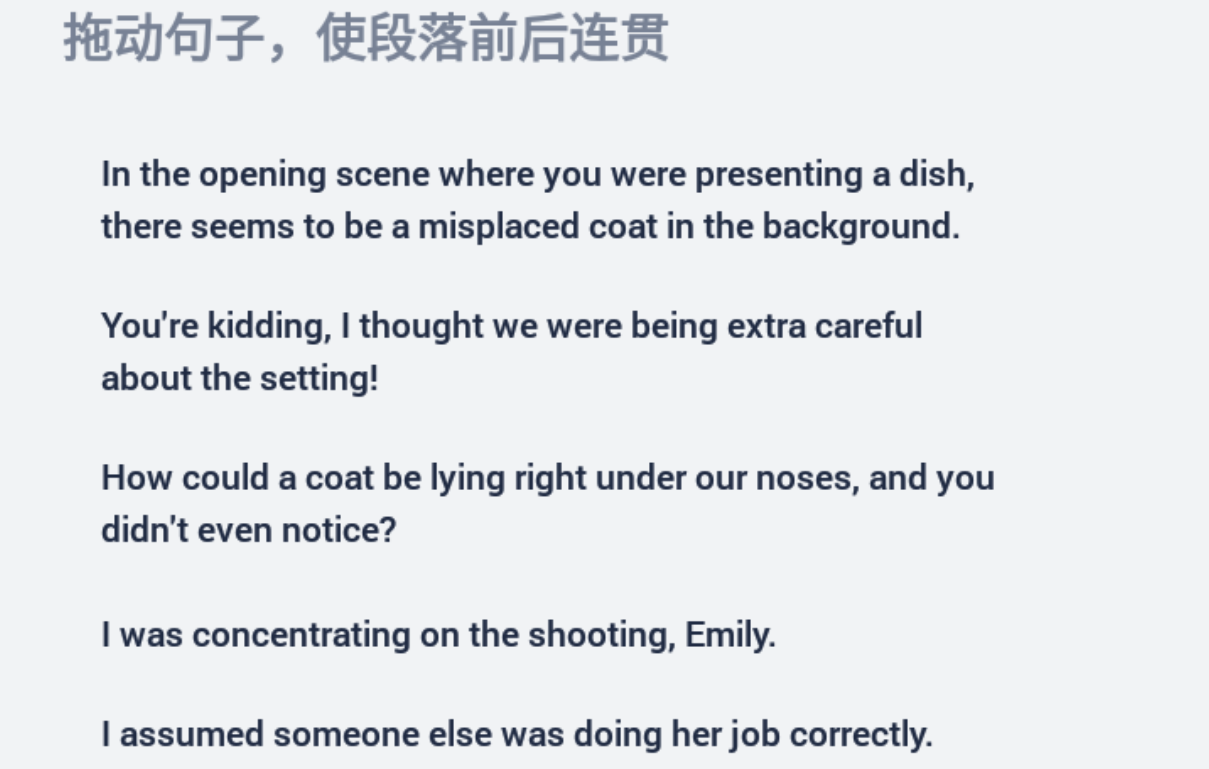 拖动句子，使段落前后连贯
In the opening scene where you were presenting a dish,
there seems to be a misplaced coat in the background.
You're kidding, I thought we were being extra careful
about the setting!
How could a coat be lying right under our noses, and you
didn't even notice?
I was concentrating on the shooting, Emily.
I assumed someone else was doing her job correctly.